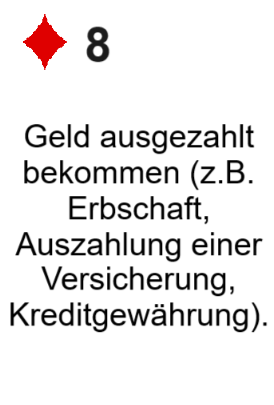 ♦ 8
Geld ausgezahlt
bekommen (z.B.
Erbschaft,
Auszahlung einer
Versicherung,
Kreditgewährung).